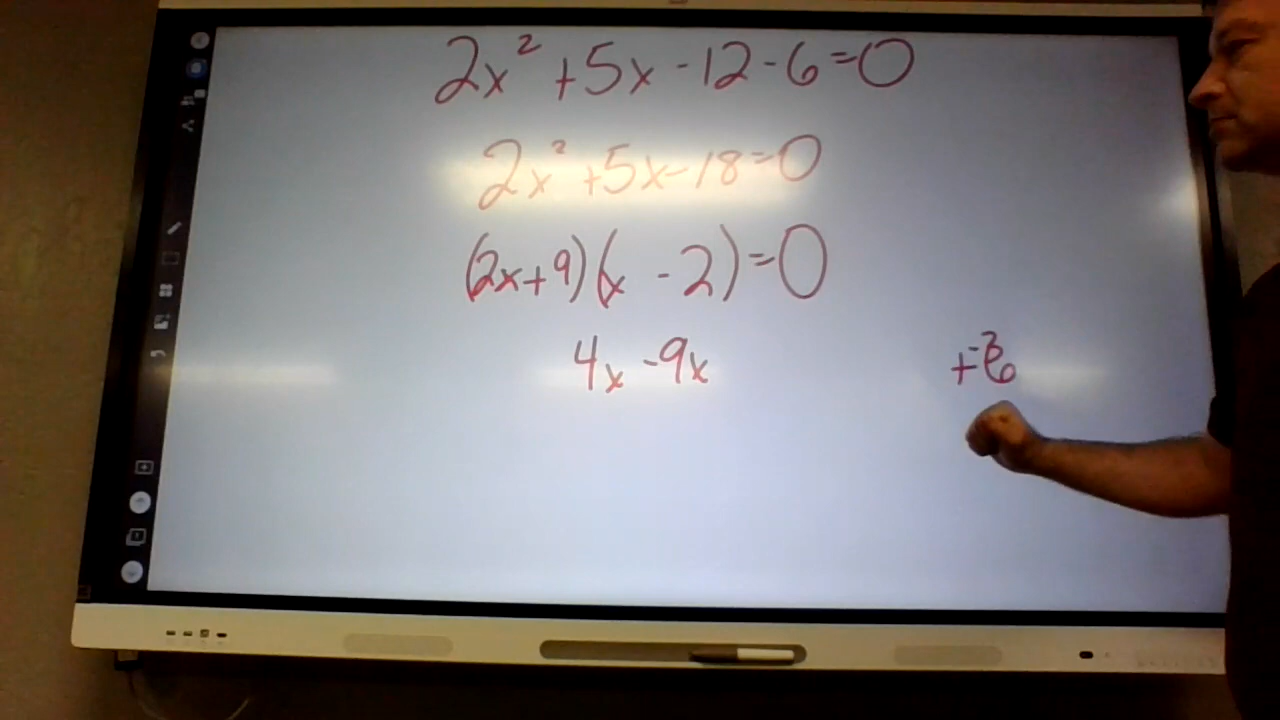 2x² +5x -12-6=0
2x² +5x-18=0
(2x+9)(x -2)=0
4x -9x